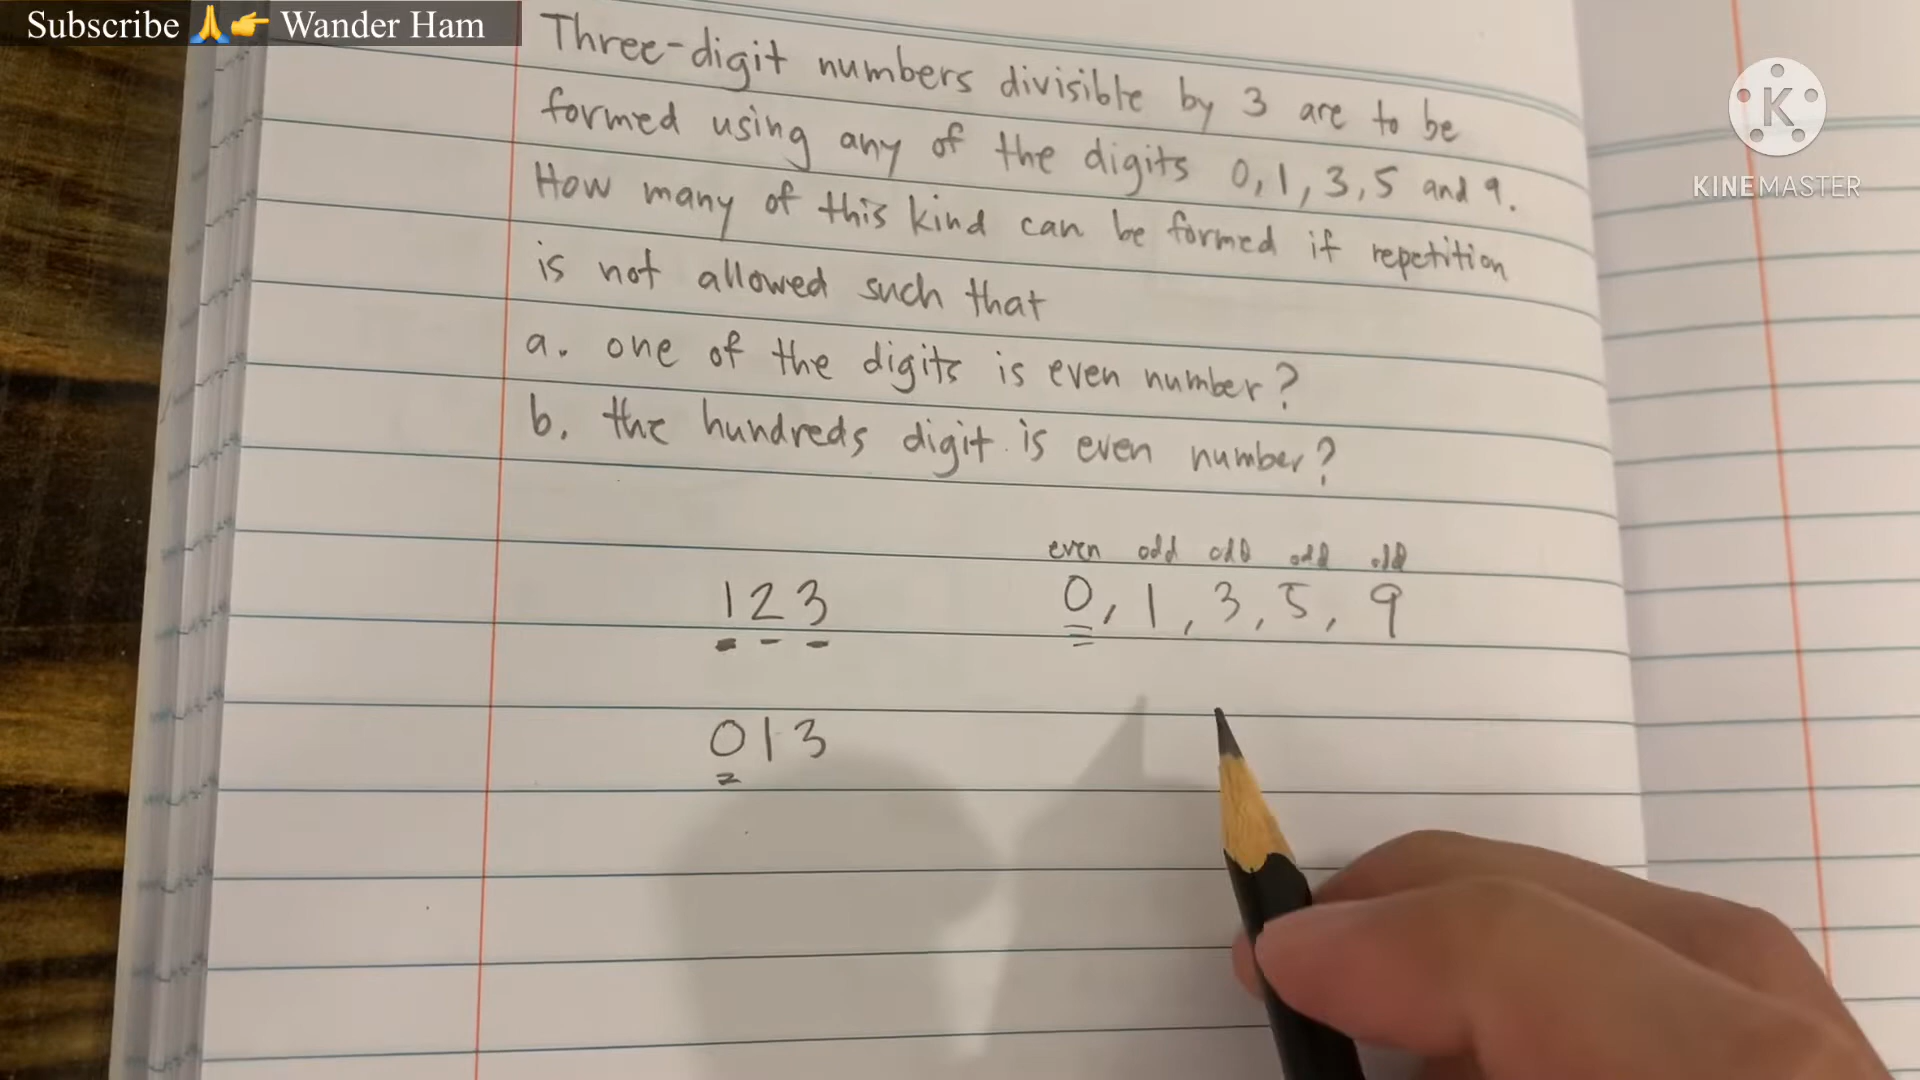 Subscribe 🙏👉 Wander Ham
Three-digit numbers divisible by 3 are to be
formed using any of the digits 0, 1, 3, 5 and 9.
How many of this kind can be formed if repetition
is not allowed such that
a. one of the digits is even number?
b. the hundreds digit is even number?
even odd odd odd odd
123 0, 1, 3, 5, 9
013
K
KINEMASTER